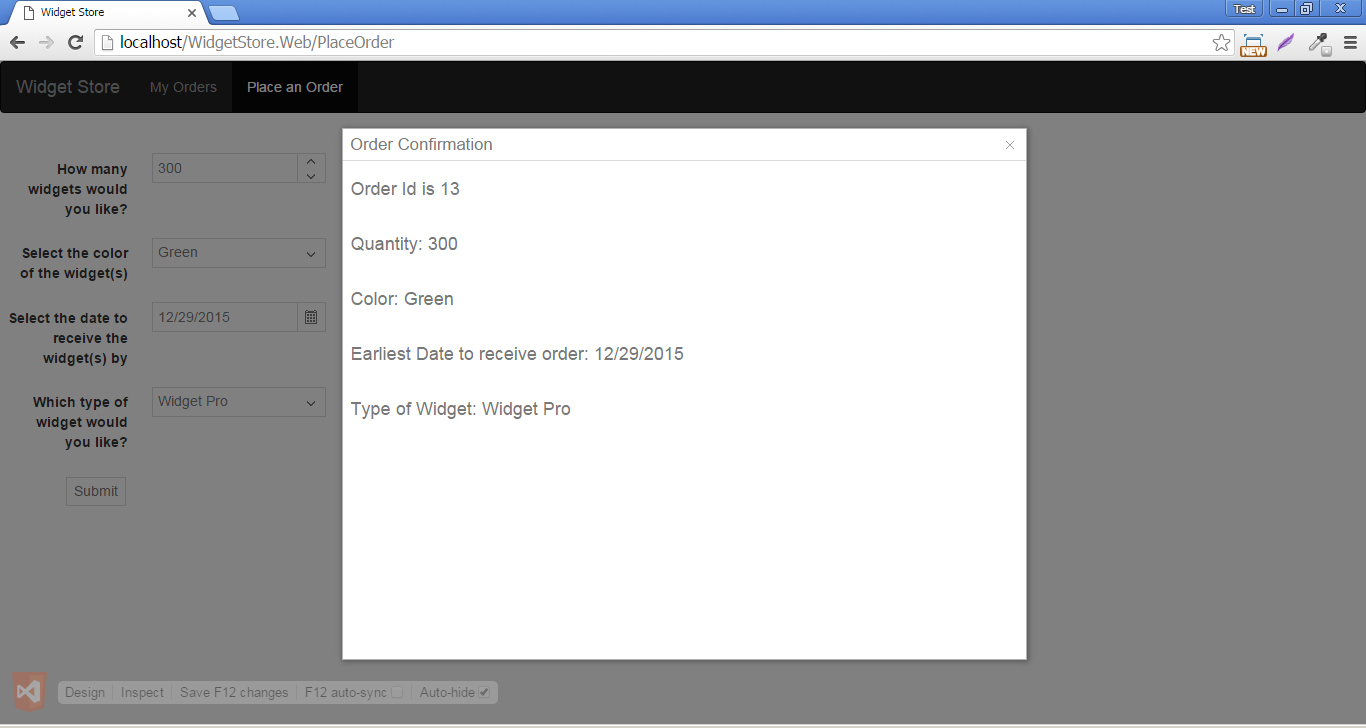 Widget Store
Test
localhost/WidgetStore.Web/PlaceOrder
NEW
Widget Store My Orders Place an Order
How many
widgets would
you like?
300
Select the color
of the widget(s)
Green
Select the date to
receive the
widget(s) by
12/29/2015
Which type of
widget would
you like?
Widget Pro
Submit
Order Confirmation
Order Id is 13
Quantity: 300
Color: Green
Earliest Date to receive order: 12/29/2015
Type of Widget: Widget Pro
Design Inspect Save F12 changes F12 auto-sync Auto-hide